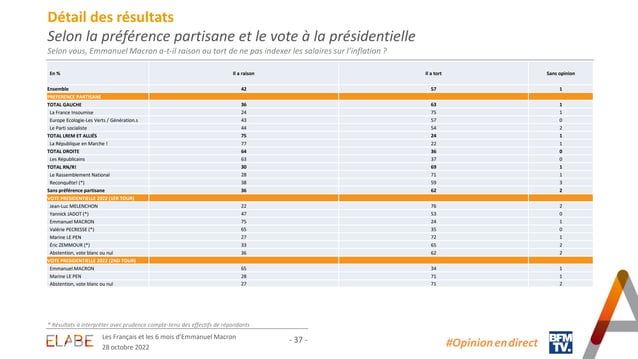 Détail des résultats
Selon la préférence partisane et le vote à la présidentielle
Selon vous, Emmanuel Macron a-t-il raison ou tort de ne pas indexer les salaires sur l'inflation ?
En % Il a raison Il a tort Sans opinion
Ensemble 42 57 1
PREFERENCE PARTISANE
TOTAL GAUCHE 36 63 1
La France Insoumise 24 75 1
Europe Ecologie-Les Verts / Génération.s 43 57 0
Le Parti socialiste 44 54 2
TOTAL LREM ET ALLIÉS 75 24 1
La République en Marche ! 77 22 1
TOTAL DROITE 64 36 0
Les Républicains 63 37 0
TOTAL RN/R! 30 69 1
Le Rassemblement National 28 71 1
Reconquête! (*) 38 59 3
Sans préférence partisane 36 62 2
VOTE PRESIDENTIELLE 2022 (1ER TOUR)
Jean-Luc MELENCHON 22 76 2
Yannick JADOT (*) 47 53 0
Emmanuel MACRON 75 24 1
Valérie PECRESSE (*) 65 35 0
Marine LE PEN 27 72 1
Éric ZEMMOUR (*) 33 65 2
Abstention, vote blanc ou nul 36 62 2
VOTE PRESIDENTIELLE 2022 (2ND TOUR)
Emmanuel MACRON 65 34 1
Marine LE PEN 28 71 1
Abstention, vote blanc ou nul 27 71 2
* Résultats à interpréter avec prudence compte-tenu des effectifs de répondants
ELABE
Les Français et les 6 mois d'Emmanuel Macron
28 octobre 2022
- 37 -
#Opinion en direct
BFM
TV.